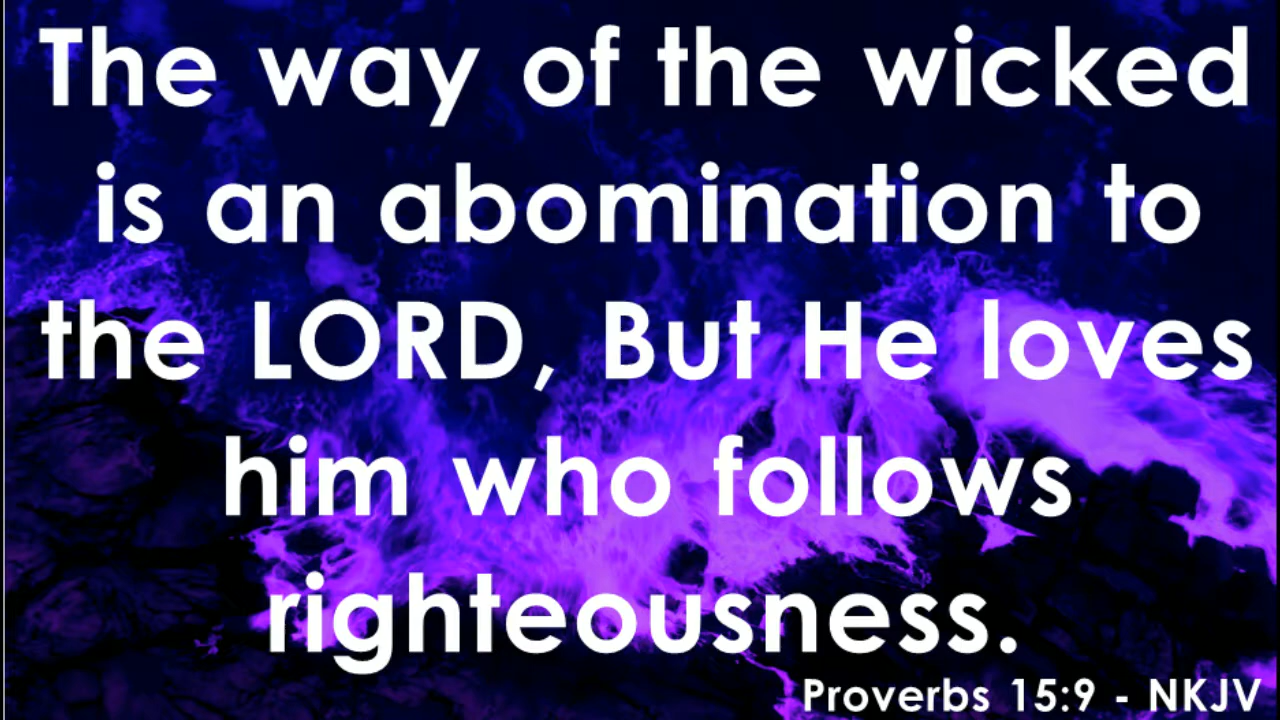 The way of the wicked
is an abomination to
the LORD, But He loves
him who follows
righteousness.
Proverbs 15:9 - NKJV